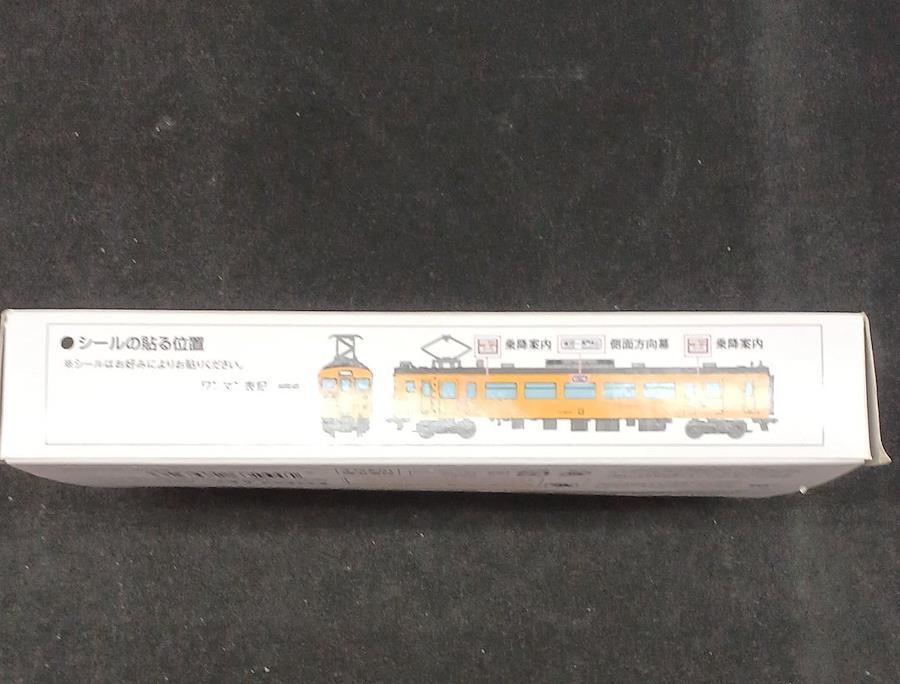 ●シールの貼る位置
※シールはお好みによりお貼りください。
ワンマン表記
乗降案内
側面方向幕
乗降案内